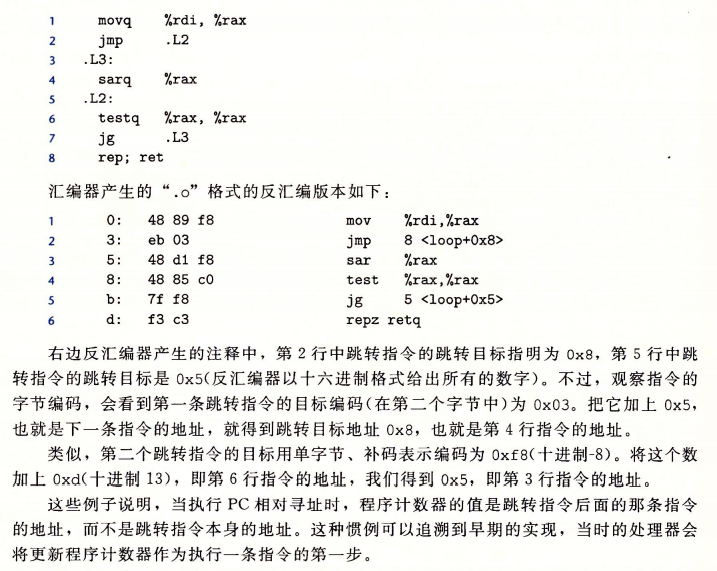 1 movq %rdi, %rax
2 jmp .L2
3 .L3:
4 sarq %rax
5 .L2:
6 testq %rax, %rax
7 jg .L3
8 rep; ret
汇编器产生的“.o”格式的反汇编版本如下：
1 0: 48 89 f8 mov %rdi,%rax
2 3: eb 03 jmp 8 <loop+0x8>
3 5: 48 d1 f8 sar %rax
4 8: 48 85 c0 test %rax,%rax
5 b: 7f f8 jg 5 <loop+0x5>
6 d: f3 c3 repz retq
右边反汇编器产生的注释中，第 2 行中跳转指令的跳转目标指明为 0x8，第 5 行中跳
转指令的跳转目标是 0x5(反汇编器以十六进制格式给出所有的数字)。不过，观察指令的
字节编码，会看到第一条跳转指令的目标编码(在第二个字节中)为 0x03。把它加上 0x5，
也就是下一条指令的地址，就得到跳转目标地址 0x8，也就是第 4 行指令的地址。
类似，第二个跳转指令的目标用单字节、补码表示编码为 0xf8(十进制-8)。将这个数
加上 0xd(十进制 13)，即第 6 行指令的地址，我们得到 0x5，即第 3 行指令的地址。
这些例子说明，当执行 PC 相对寻址时，程序计数器的值是跳转指令后面的那条指令
的地址，而不是跳转指令本身的地址。这种惯例可以追溯到早期的实现，当时的处理器会
将更新程序计数器作为执行一条指令的第一步。